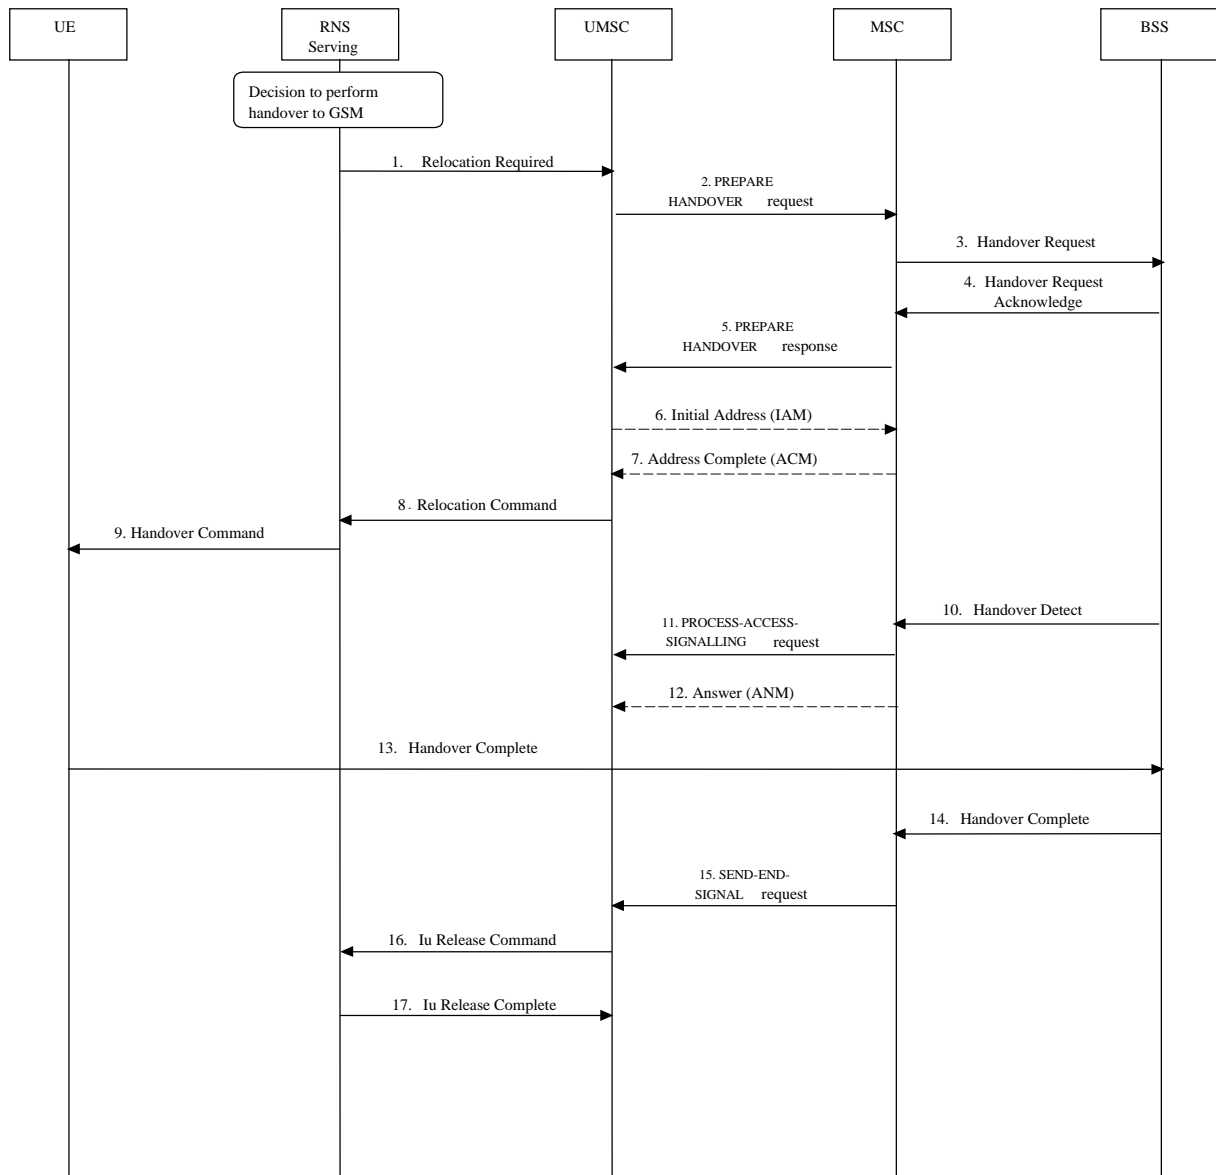 UE
RNS
Serving
UMSC
MSC
BSS
Decision to perform
handover to GSM
1. Relocation Required
2. PREPARE
HANDOVER request
3. Handover Request
4. Handover Request
Acknowledge
5. PREPARE
HANDOVER response
6. Initial Address (IAM)
7. Address Complete (ACM)
8. Relocation Command
9. Handover Command
10. Handover Detect
11. PROCESS-ACCESS-
SIGNALLING request
12. Answer (ANM)
13. Handover Complete
14. Handover Complete
15. SEND-END-
SIGNAL request
16. Iu Release Command
17. Iu Release Complete